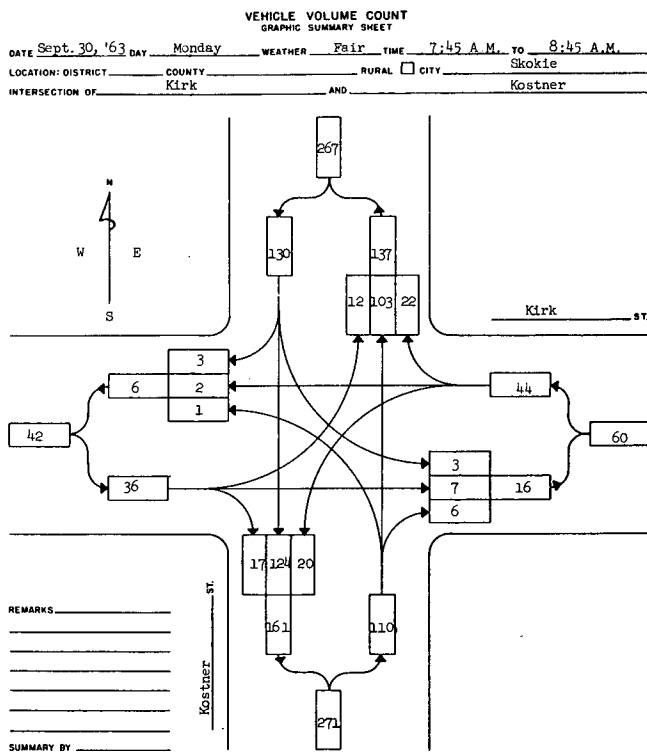 VEHICLE VOLUME COUNT
GRAPHIC SUMMARY SHEET
DATE Sept. 30, '63 DAY Monday WEATHER Fair TIME 7:45 A.M. TO 8:45 A.M.
LOCATION: DISTRICT COUNTY RURAL CITY Skokie
INTERSECTION OF Kirk AND Kostner
267
N
W E
S
130 137
12 103 22
Kirk ST.
3
6 2 44
1
42 60
3
36 7 16
6
17 124 20
REMARKS
161 110
Kostner ST.
271
SUMMARY BY